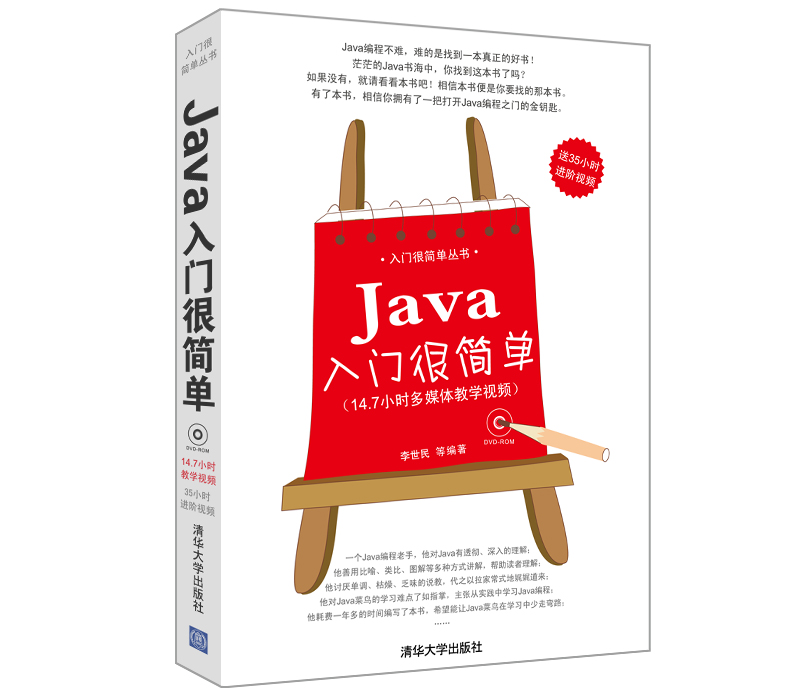 入门很
简单丛书
Java入门很简单
DVD-ROM
14.7小时
教学视频
35小时
进阶视频
清华大学出版社
Java编程不难，难的是找到一本真正的好书！
茫茫的Java书海中，你找到这本书了吗？
如果没有，就请看看本书吧！相信本书便是你要找的那本书。
有了本书，相信你拥有了一把打开Java编程之门的金钥匙。
送35小时
进阶视频
• 入门很简单丛书 •
Java
入门很简单
（14.7小时多媒体教学视频）
DVD-ROM
李世民 等编著
一个Java编程老手，他对Java有透彻、深入的理解；
他善用比喻、类比、图解等多种方式讲解，帮助读者理解；
他讨厌单调、枯燥、乏味的说教，代之以拉家常式地娓娓道来；
他对Java菜鸟的学习难点了如指掌，主张从实践中学习Java编程；
他耗费一年多的时间编写了本书，希望能让Java菜鸟在学习中少走弯路；
……
清华大学出版社